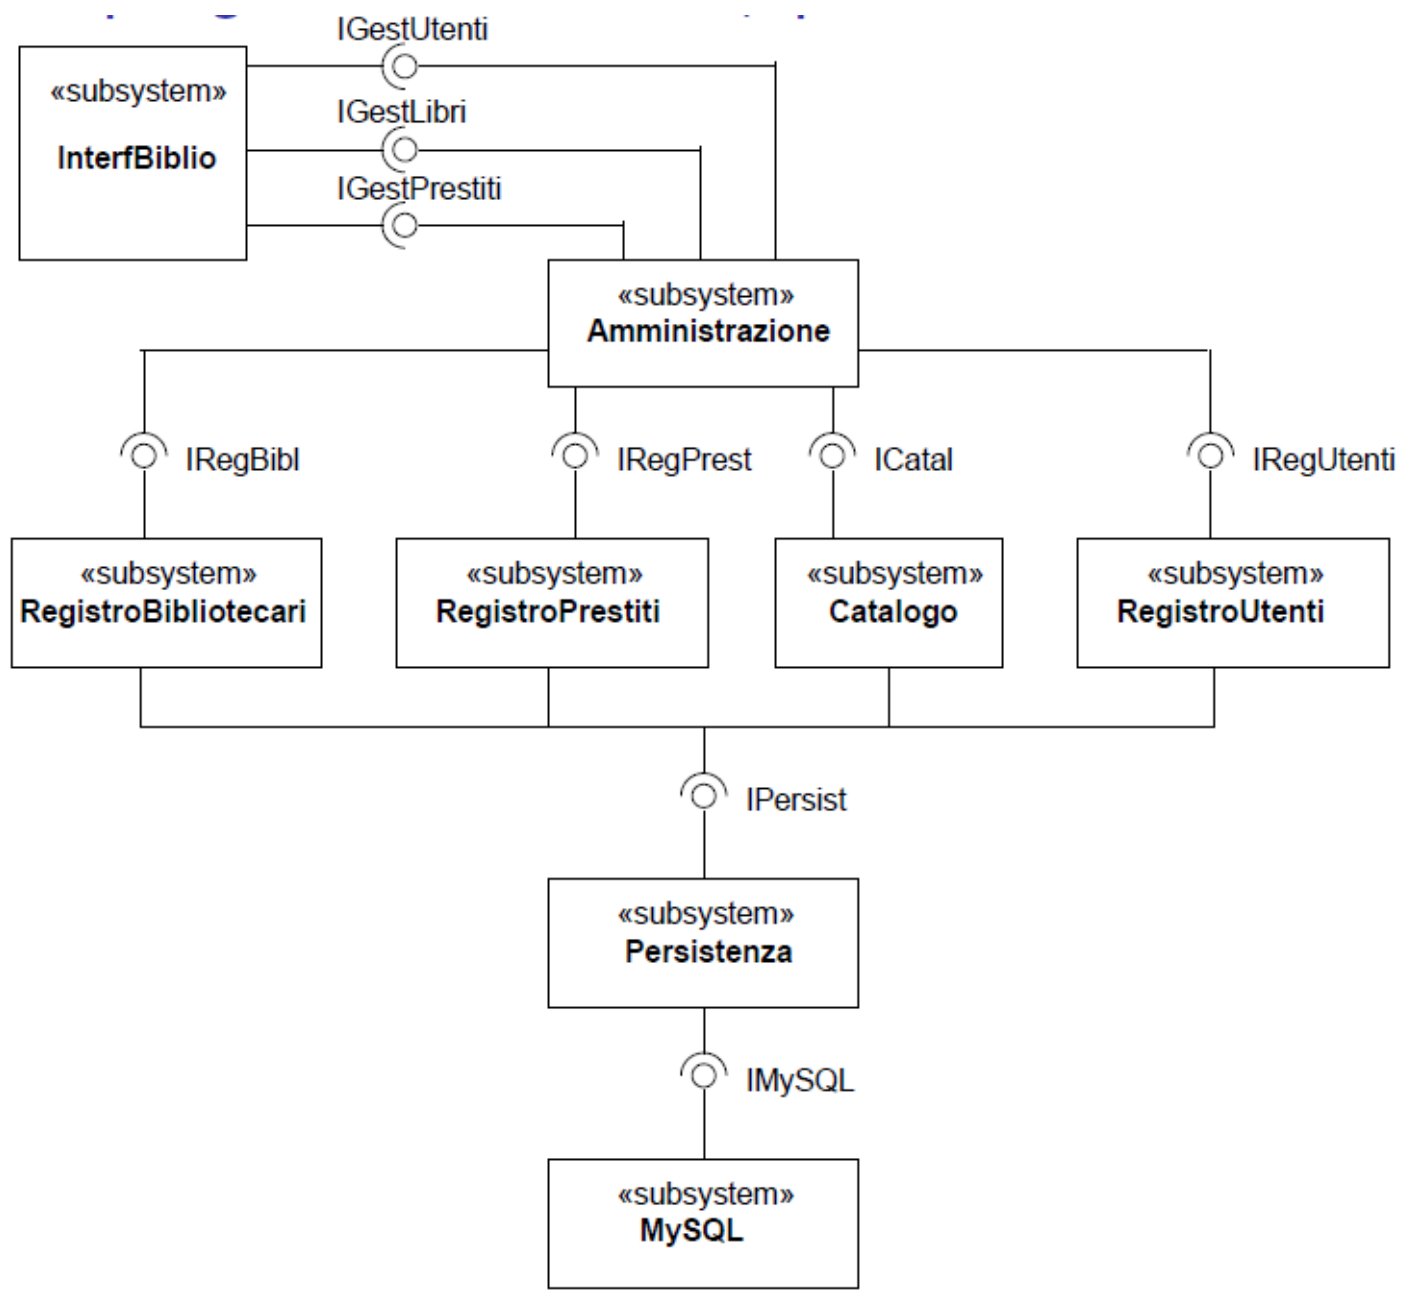 IGestUtenti
«subsystem»
InterfBiblio
IGestLibri
IGestPrestiti
«subsystem»
Amministrazione
IRegBibl
IRegPrest
ICatal
IRegUtenti
«subsystem»
RegistroBibliotecari
«subsystem»
RegistroPrestiti
«subsystem»
Catalogo
«subsystem»
RegistroUtenti
IPersist
«subsystem»
Persistenza
IMySQL
«subsystem»
MySQL